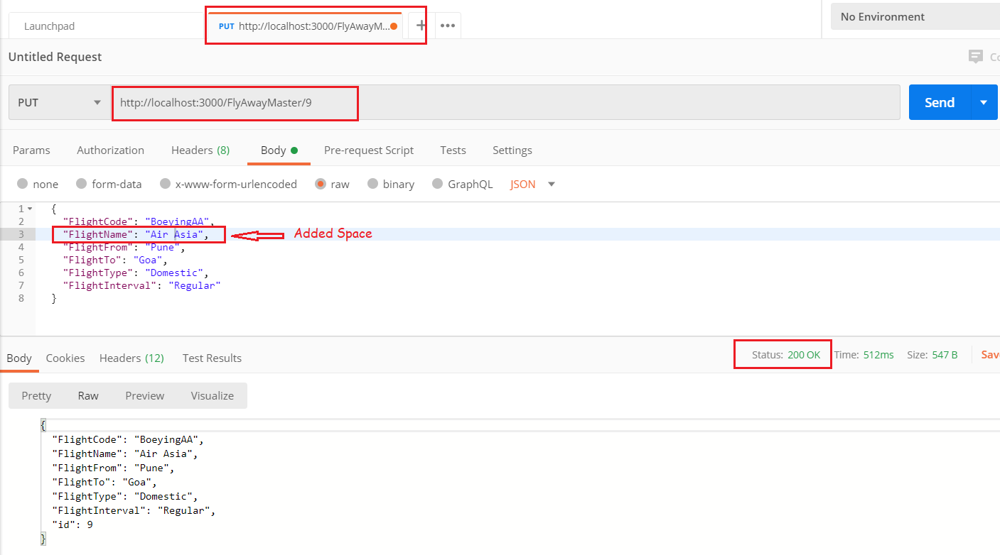 Launchpad PUT http://localhost:3000/FlyAwayM... + ••• No Environment
Untitled Request Co
PUT http://localhost:3000/FlyAwayMaster/9 Send
Params Authorization Headers (8) Body Pre-request Script Tests Settings
none form-data x-www-form-urlencoded raw binary GraphQL JSON
1 {
2 "FlightCode": "BoeyingAA",
3 "FlightName": "Air Asia", Added Space
4 "FlightFrom": "Pune",
5 "FlightTo": "Goa",
6 "FlightType": "Domestic",
7 "FlightInterval": "Regular"
8 }
Body Cookies Headers (12) Test Results Status: 200 OK Time: 512ms Size: 547 B Sav
Pretty Raw Preview Visualize
{
"FlightCode": "BoeyingAA",
"FlightName": "Air Asia",
"FlightFrom": "Pune",
"FlightTo": "Goa",
"FlightType": "Domestic",
"FlightInterval": "Regular",
"id": 9
}